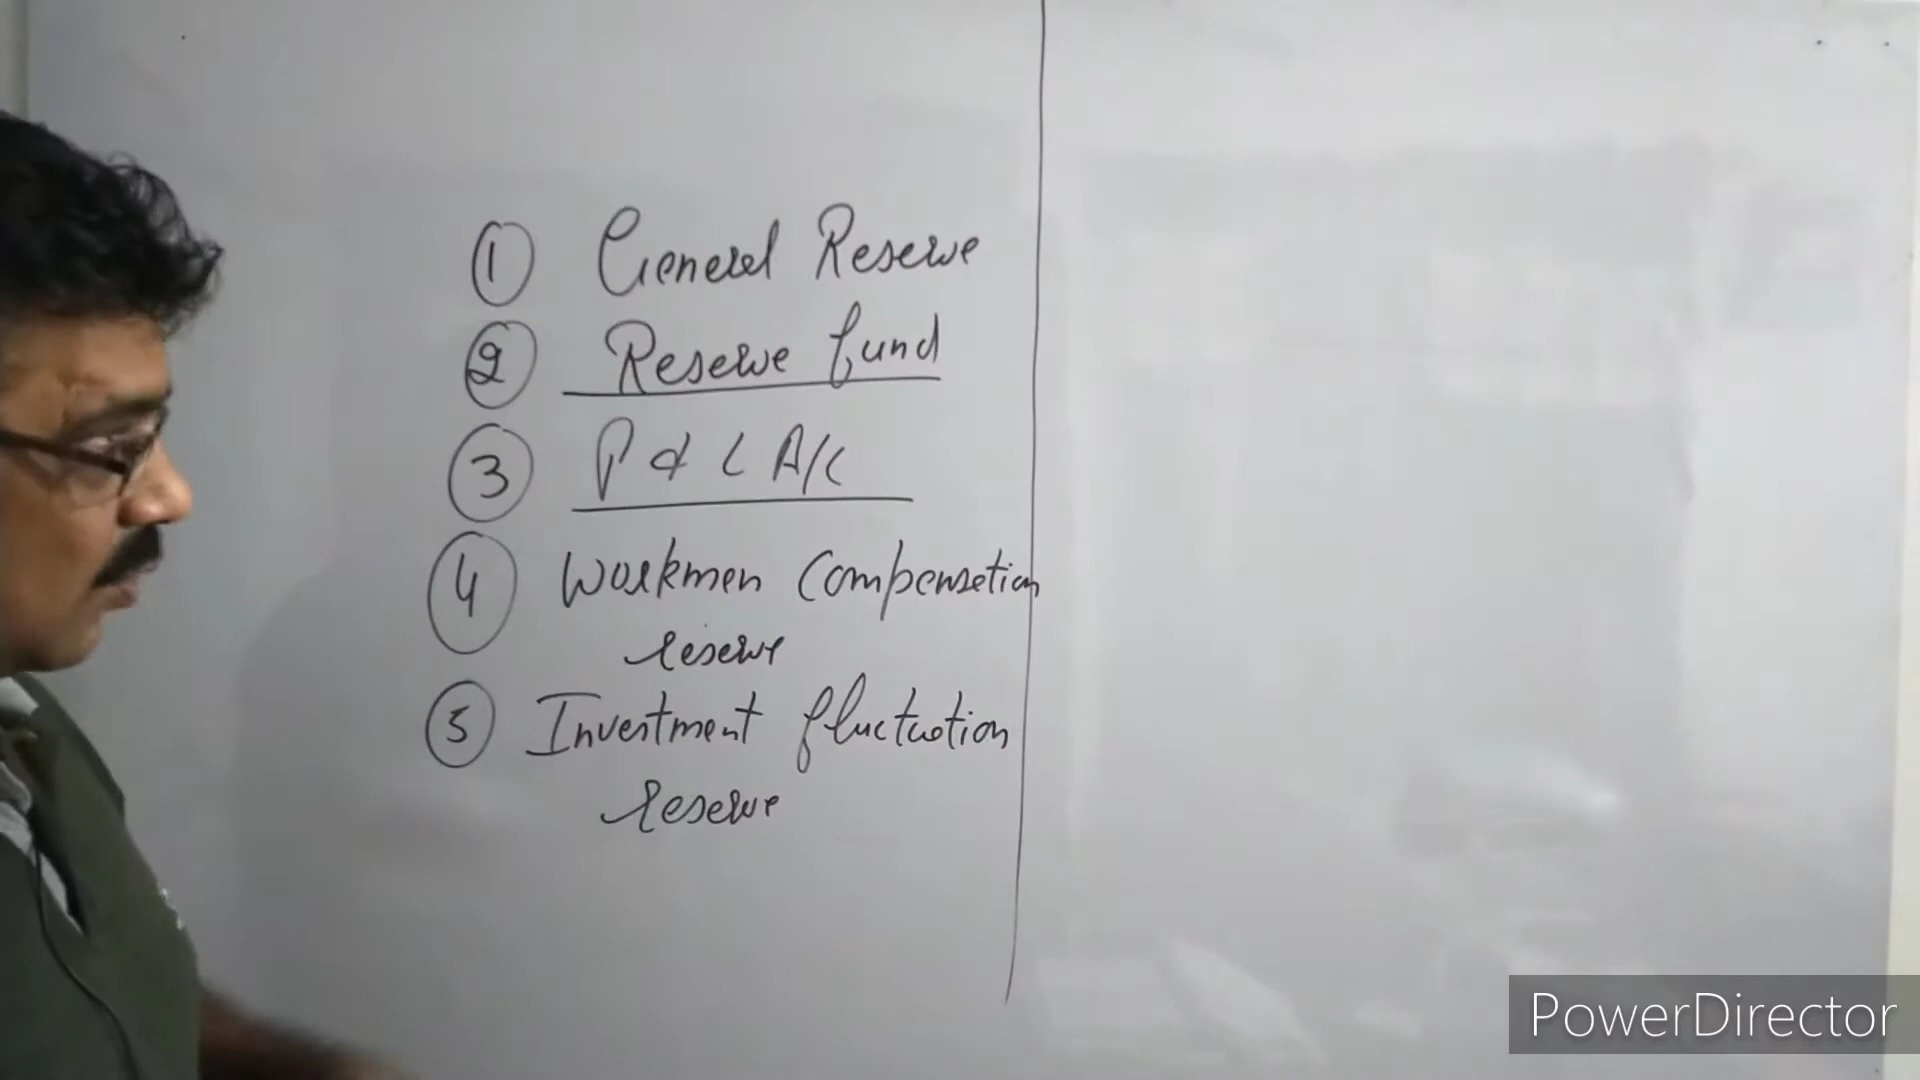 ① General Reserve
② Reserve fund
③ P & L A/C
④ Workmen Compensation
reserve
⑤ Investment fluctuation
reserve
PowerDirector